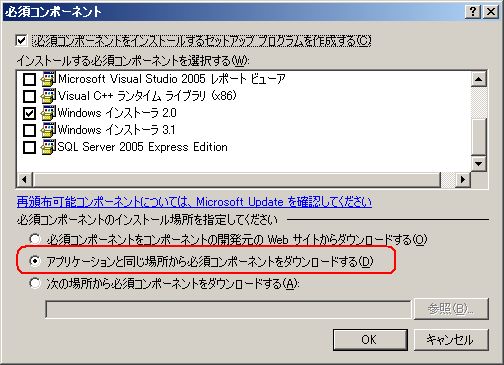 必須コンポーネント
必須コンポーネントをインストールするセットアップ プログラムを作成する(C)
インストールする必須コンポーネントを選択する(W):
Microsoft Visual Studio 2005 レポート ビューア
Visual C++ ランタイム ライブラリ (x86)
Windows インストーラ 2.0
Windows インストーラ 3.1
SQL Server 2005 Express Edition
再頒布可能コンポーネントについては、Microsoft Update を確認してください
必須コンポーネントのインストール場所を指定してください
必須コンポーネントをコンポーネントの開発元の Web サイトからダウンロードする(O)
アプリケーションと同じ場所から必須コンポーネントをダウンロードする(D)
次の場所から必須コンポーネントをダウンロードする(A):
参照(B)...
OK キャンセル